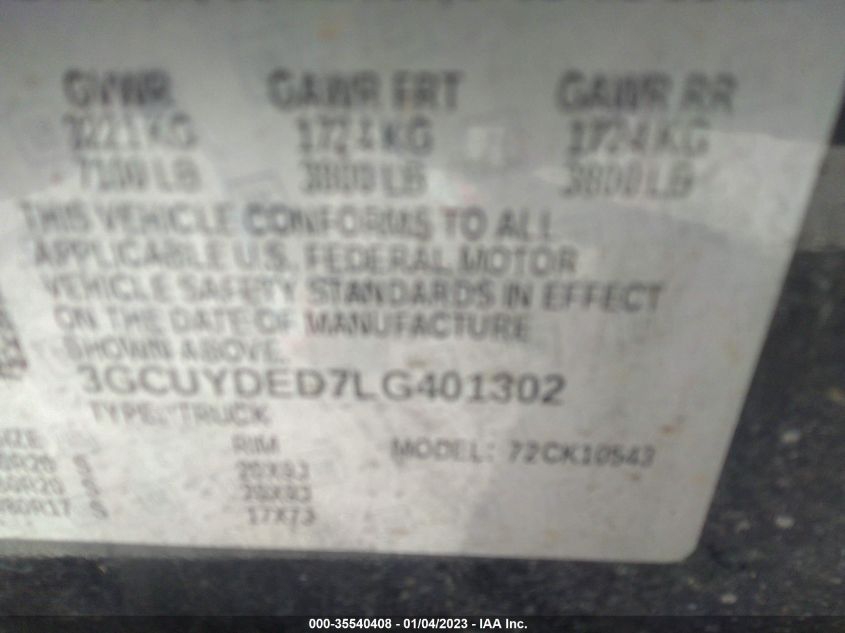 GVWR GAWR FRT GAWR RR
3221 KG 1724 KG 1724 KG
7100 LB 3800 LB 3800 LB
THIS VEHICLE CONFORMS TO ALL
APPLICABLE U.S. FEDERAL MOTOR
VEHICLE SAFETY STANDARDS IN EFFECT
ON THE DATE OF MANUFACTURE
SHOWN ABOVE.
3GCUYDED7LG401302
TYPE: TRUCK
RIM MODEL: 72CK10543
S
S
S 17X7J
000-35540408 - 01/04/2023 - IAA Inc.